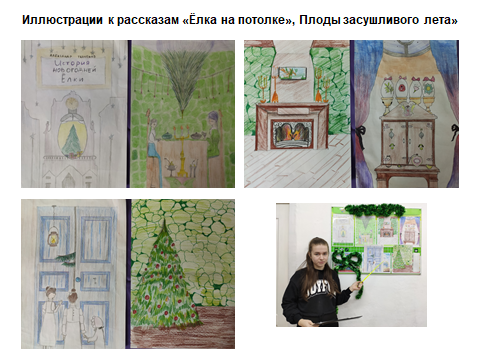 Иллюстрации к рассказам «Ёлка на потолке», Плоды засушливого лета»
История
новогодней
Ёлки